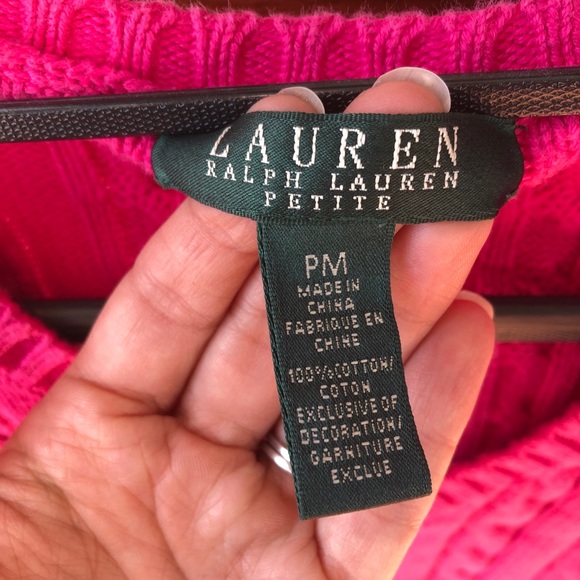 LAUREN
RALPH LAUREN
PETITE
PM
MADE IN
CHINA
FABRIQUE EN
CHINE
100% COTTON/
COTON
EXCLUSIVE OF
DECORATION/
GARNITURE
EXCLUE